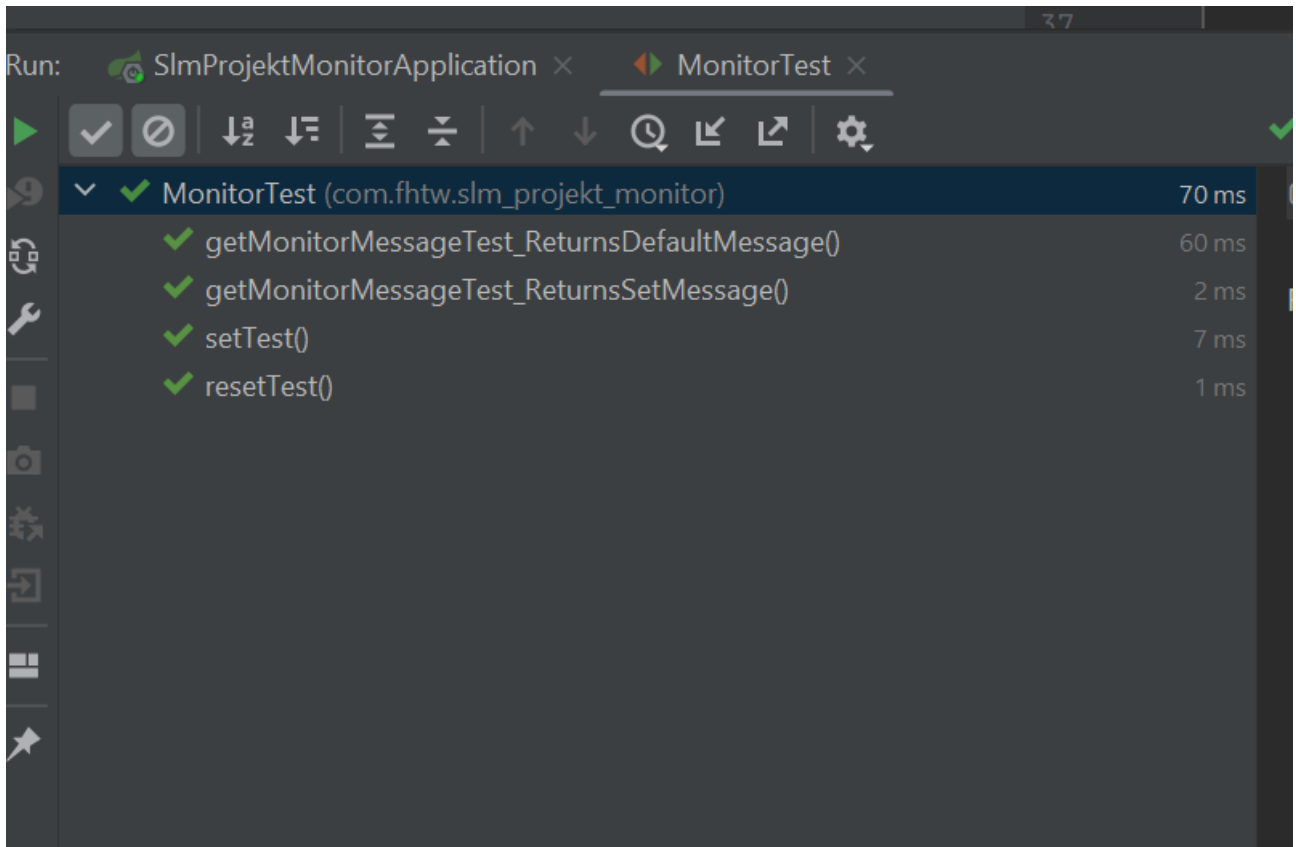 37
Run: SlmProjektMonitorApplication MonitorTest
MonitorTest (com.fhtw.slm_projekt_monitor) 70 ms
getMonitorMessageTest_ReturnsDefaultMessage() 60 ms
getMonitorMessageTest_ReturnsSetMessage() 2 ms
setTest() 7 ms
resetTest() 1 ms